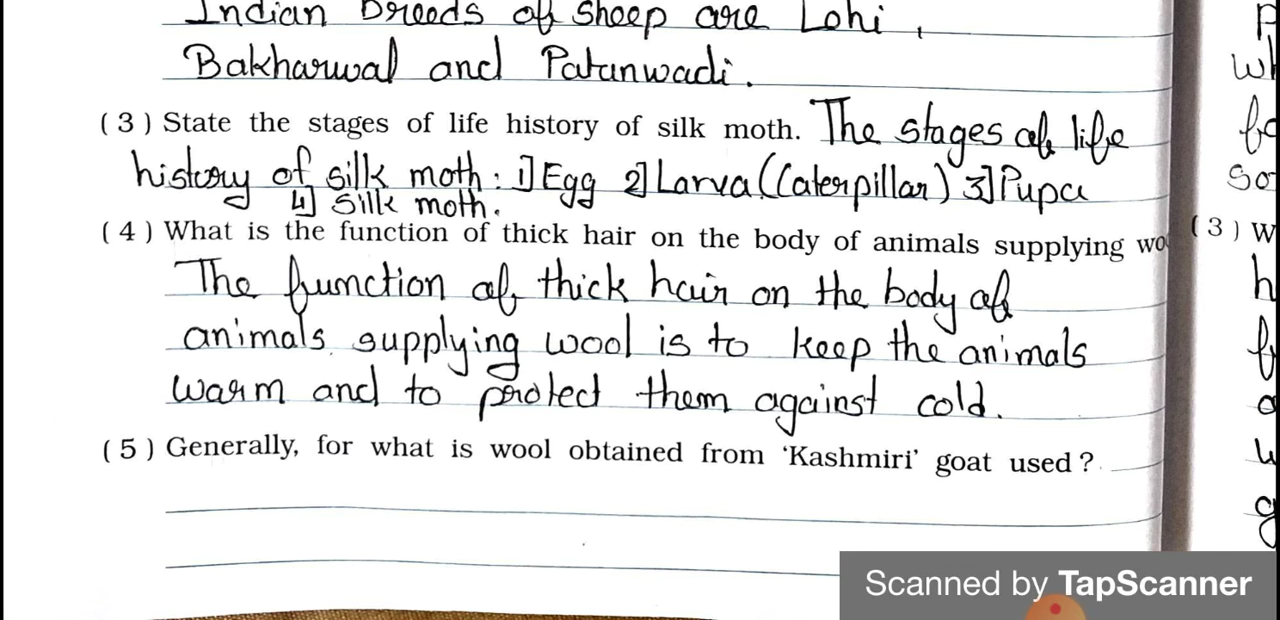 Indian breeds of sheep are Lohi,
Bakharwal and Patanwadi.
(3) State the stages of life history of silk moth. The stages of life
history of silk moth: 1] Egg 2] Larva (Caterpillar) 3] Pupa
4] Silk moth.
(4) What is the function of thick hair on the body of animals supplying wo
The function of thick hair on the body of
animals supplying wool is to keep the animals
warm and to protect them against cold.
(5) Generally, for what is wool obtained from 'Kashmiri' goat used?
(3) W
Scanned by TapScanner